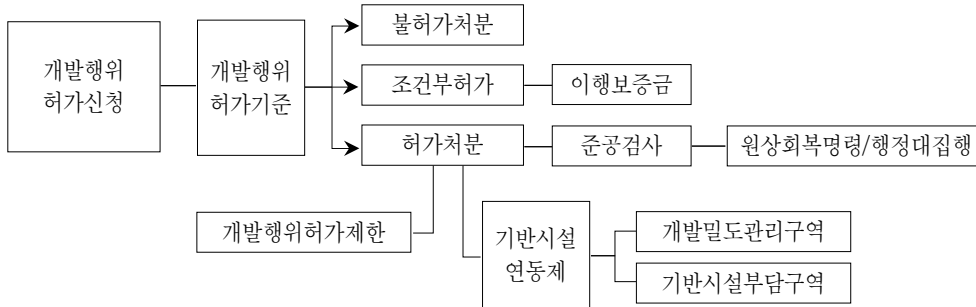 개발행위
허가신청
개발행위
허가기준
불허가처분
조건부허가
이행보증금
허가처분
준공검사
원상회복명령/행정대집행
개발행위허가제한
기반시설
연동제
개발밀도관리구역
기반시설부담구역